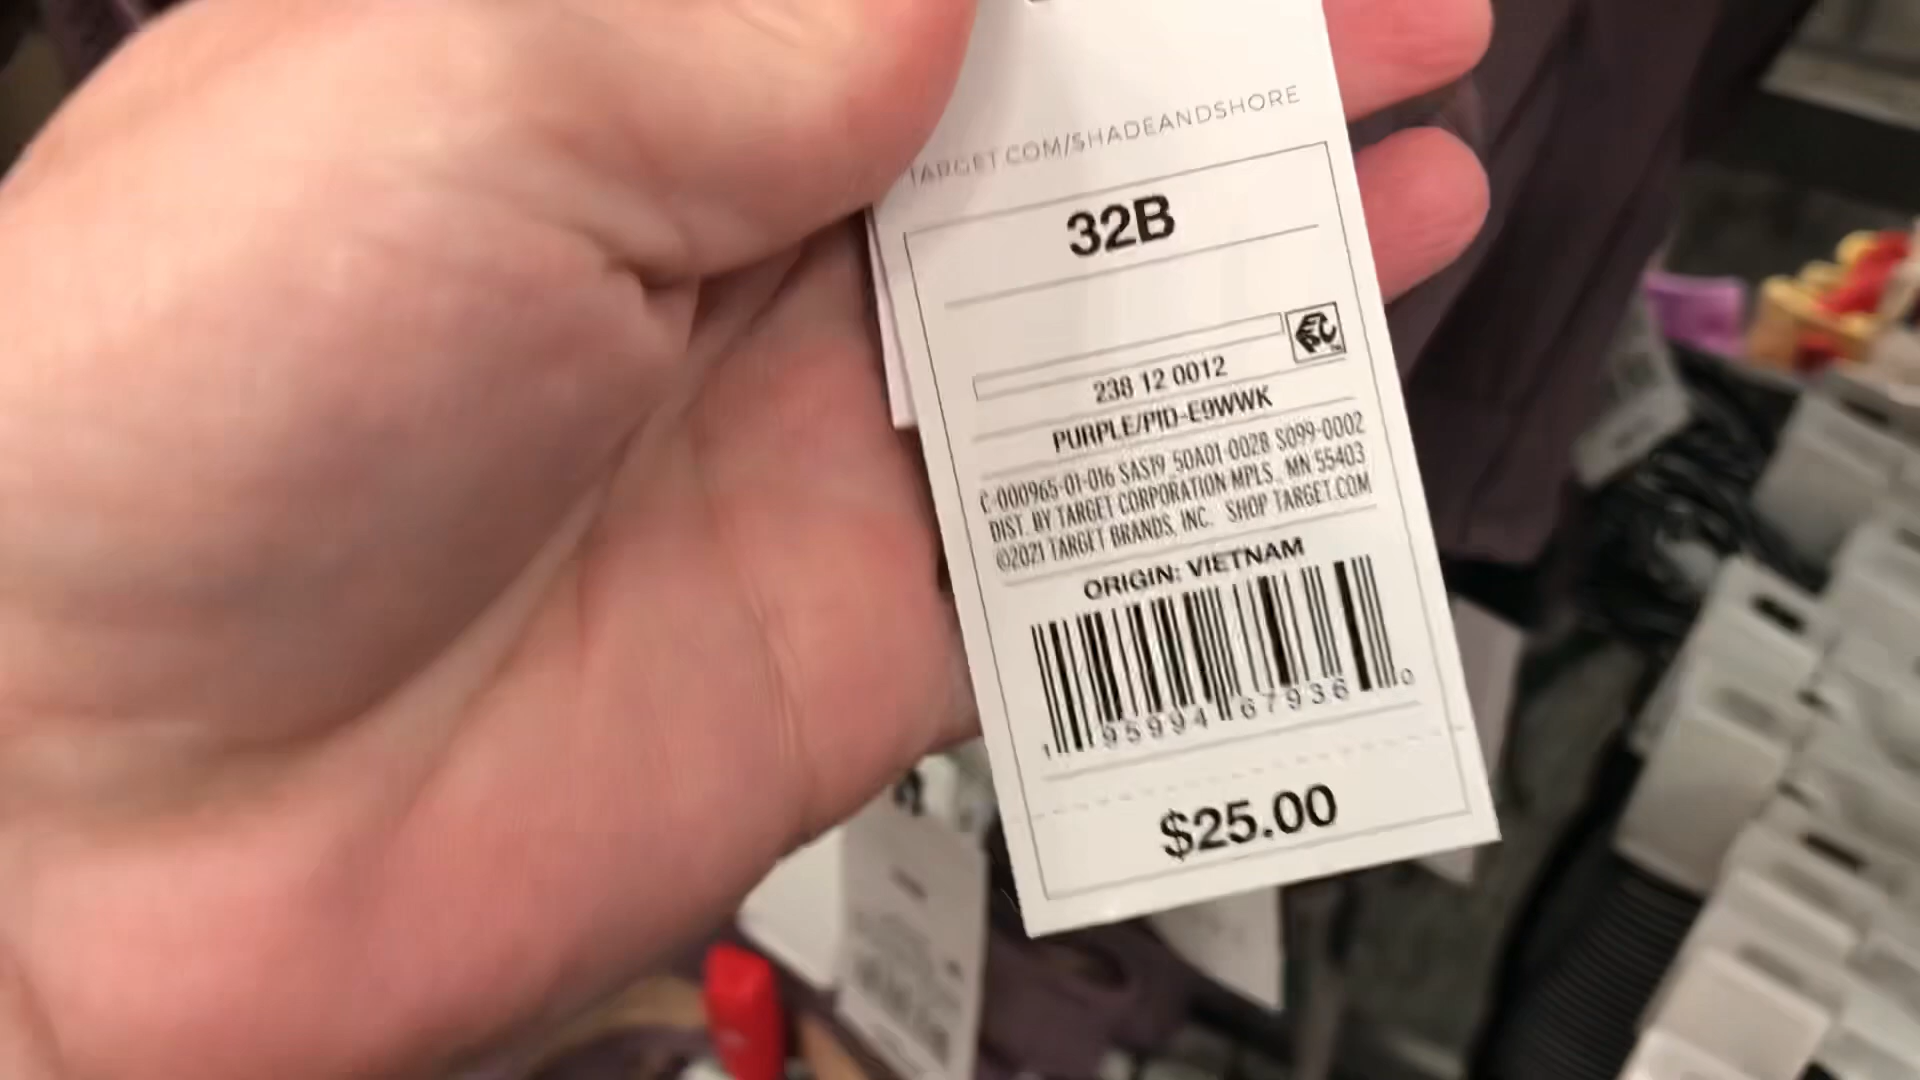 TARGET.COM/SHADEANDSHORE
32B
238 12 0012
PURPLE/PID-E9WWK
C-000965-01-016 SAS19 50A01-0028 S099-0002
DIST. BY TARGET CORPORATION MPLS., MN 55403
©2021 TARGET BRANDS, INC. SHOP TARGET.COM
ORIGIN: VIETNAM
1 95994 67936 0
$25.00